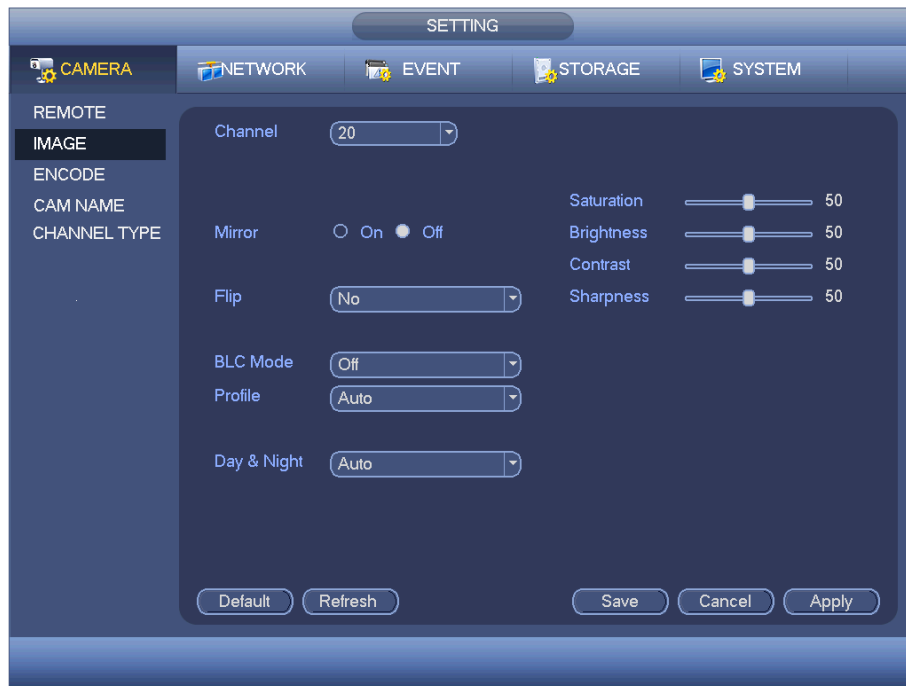 SETTING
CAMERA NETWORK EVENT STORAGE SYSTEM
REMOTE
IMAGE
ENCODE
CAM NAME
CHANNEL TYPE
Channel 20
Saturation 50
Mirror On Off Brightness 50
Contrast 50
Flip No Sharpness 50
BLC Mode Off
Profile Auto
Day & Night Auto
Default Refresh Save Cancel Apply